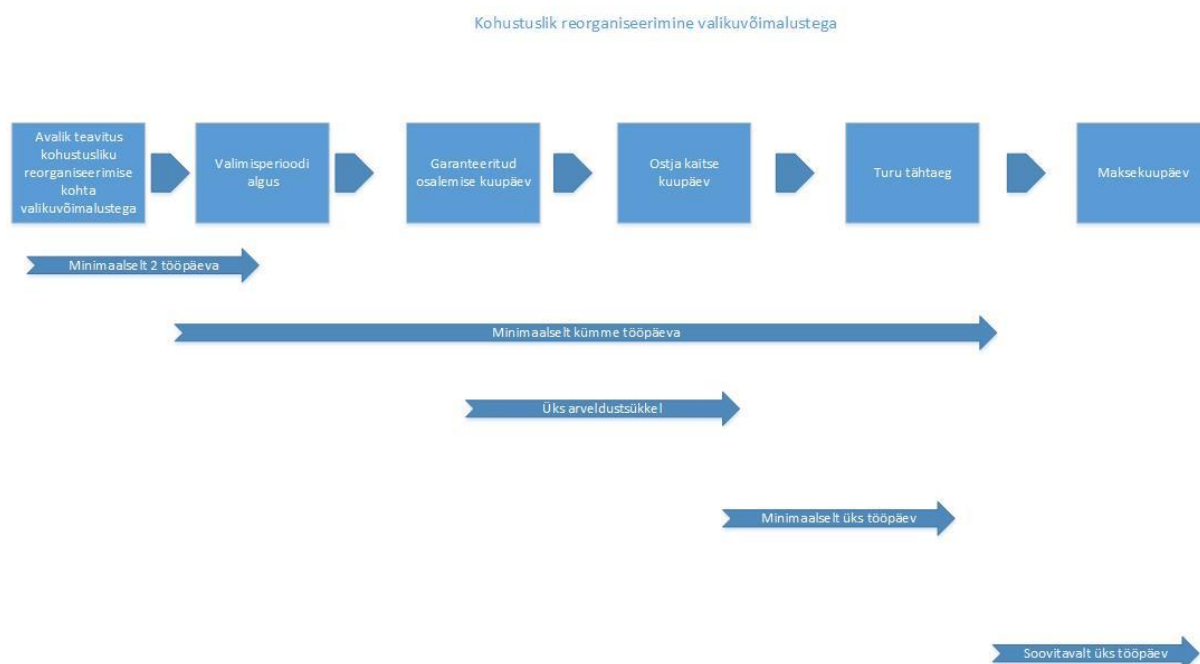 Kohustuslik reorganiseerimine valikuvõimalustega
Avalik teavitus
kohustusliku
reorganiseerimise
kohta
valikuvõimalustega
Valimisperioodi
algus
Garanteeritud
osalemise kuupäev
Ostja kaitse
kuupäev
Turu tähtaeg
Maksekuupäev
Minimaalselt 2 tööpäeva
Minimaalselt kümme tööpäeva
Üks arveldustsükkel
Minimaalselt üks tööpäev
Soovitavalt üks tööpäev